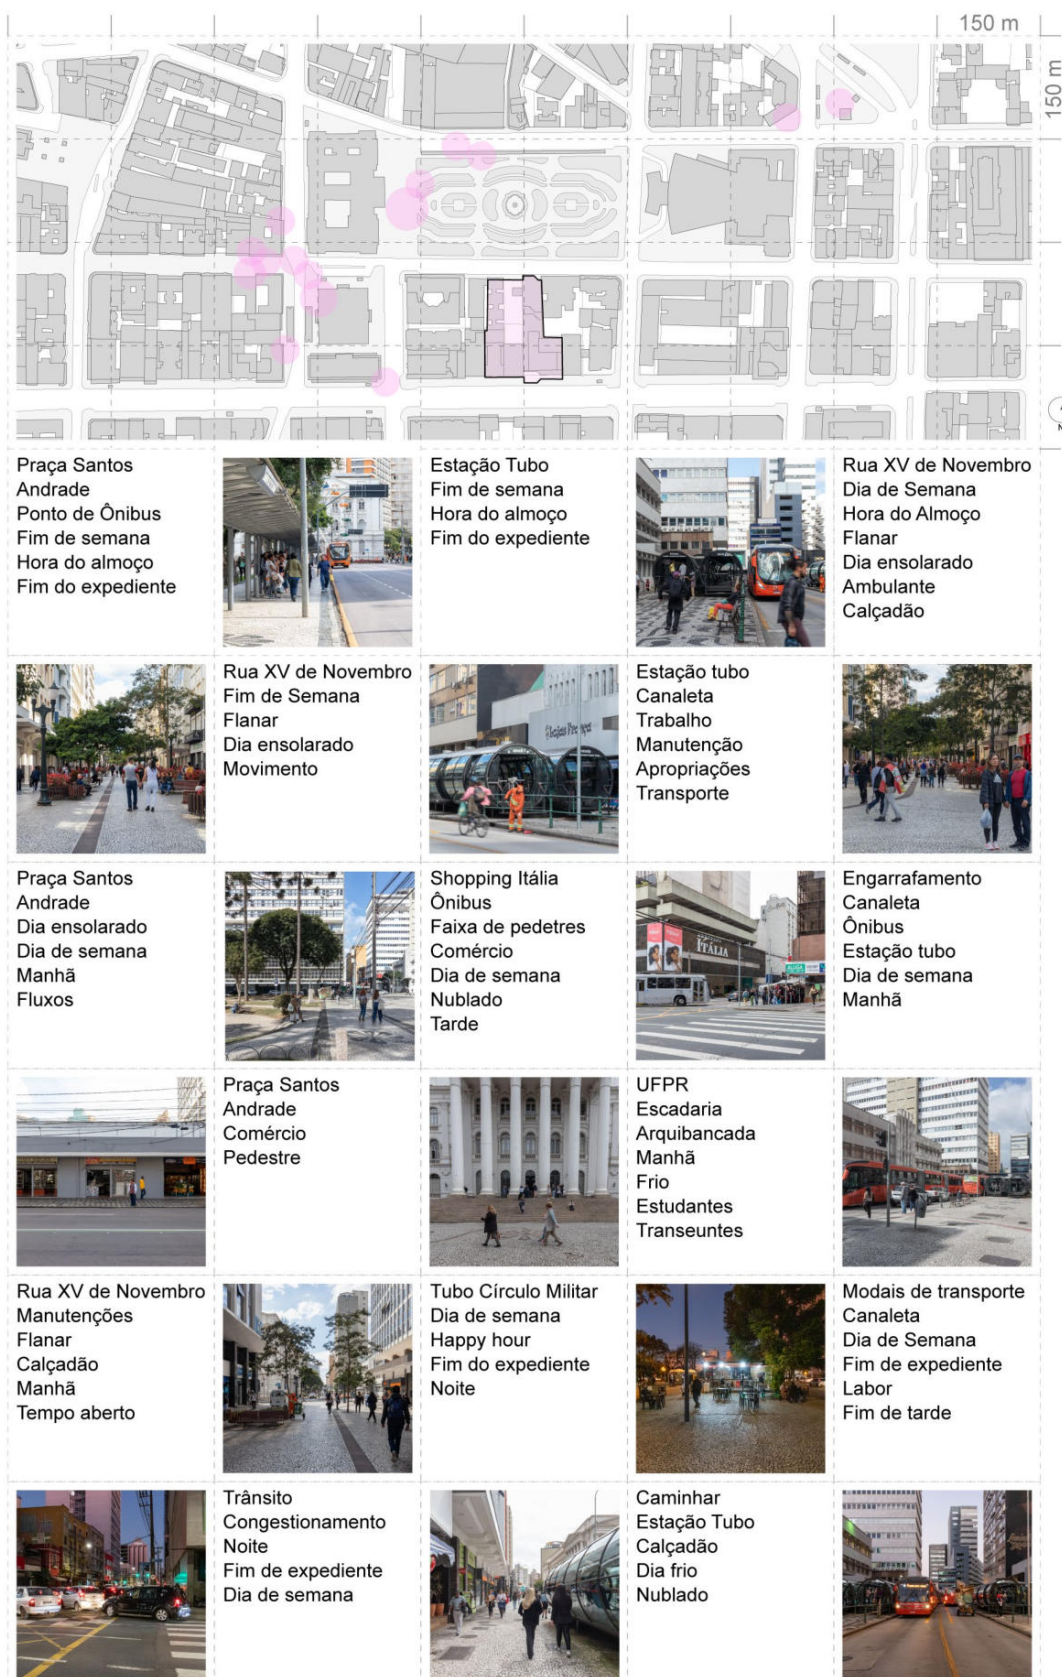 150 m
150 m
Praça Santos
Andrade
Ponto de Ônibus
Fim de semana
Hora do almoço
Fim do expediente
Estação Tubo
Fim de semana
Hora do almoço
Fim do expediente
Rua XV de Novembro
Dia de Semana
Hora do Almoço
Flanar
Dia ensolarado
Ambulante
Calçadão
Rua XV de Novembro
Fim de Semana
Flanar
Dia ensolarado
Movimento
Estação tubo
Canaleta
Trabalho
Manutenção
Apropriações
Transporte
Praça Santos
Andrade
Dia ensolarado
Dia de semana
Manhã
Fluxos
Shopping Itália
Ônibus
Faixa de pedetres
Comércio
Dia de semana
Nublado
Tarde
ITÁLIA
Engarrafamento
Canaleta
Ônibus
Estação tubo
Dia de semana
Manhã
Praça Santos
Andrade
Comércio
Pedestre
UFPR
Escadaria
Arquibancada
Manhã
Frio
Estudantes
Transeuntes
Rua XV de Novembro
Manutenções
Flanar
Calçadão
Manhã
Tempo aberto
Tubo Círculo Militar
Dia de semana
Happy hour
Fim do expediente
Noite
Modais de transporte
Canaleta
Dia de Semana
Fim de expediente
Labor
Fim de tarde
Trânsito
Congestionamento
Noite
Fim de expediente
Dia de semana
Caminhar
Estação Tubo
Calçadão
Dia frio
Nublado